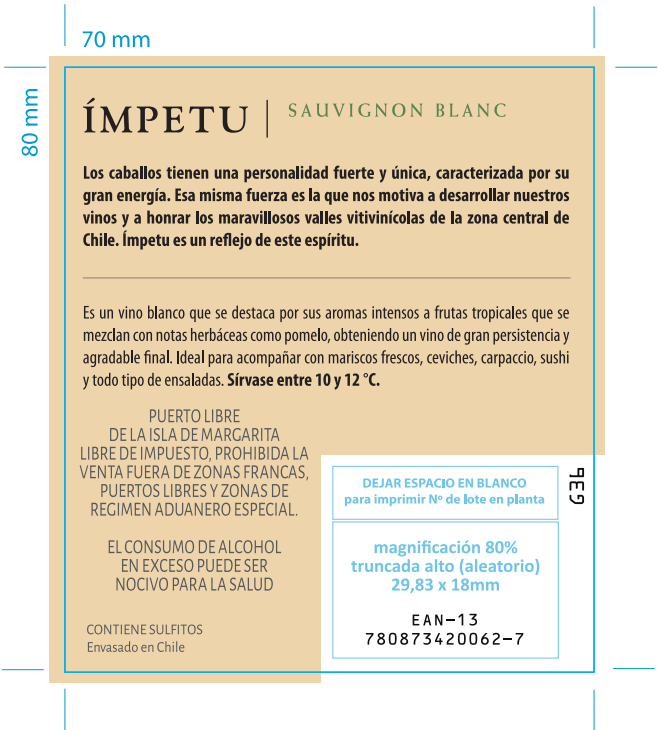 70 mm
80 mm
ÍMPETU | SAUVIGNON BLANC
Los caballos tienen una personalidad fuerte y única, caracterizada por su
gran energía. Esa misma fuerza es la que nos motiva a desarrollar nuestros
vinos y a honrar los maravillosos valles vitivinícolas de la zona central de
Chile. Ímpetu es un reflejo de este espíritu.
Es un vino blanco que se destaca por sus aromas intensos a frutas tropicales que se
mezclan con notas herbáceas como pomelo, obteniendo un vino de gran persistencia y
agradable final. Ideal para acompañar con mariscos frescos, ceviches, carpaccio, sushi
y todo tipo de ensaladas. Sírvase entre 10 y 12 °C.
PUERTO LIBRE
DE LA ISLA DE MARGARITA
LIBRE DE IMPUESTO, PROHIBIDA LA
VENTA FUERA DE ZONAS FRANCAS,
PUERTOS LIBRES Y ZONAS DE
REGIMEN ADUANERO ESPECIAL.
EL CONSUMO DE ALCOHOL
EN EXCESO PUEDE SER
NOCIVO PARA LA SALUD
CONTIENE SULFITOS
Envasado en Chile
DEJAR ESPACIO EN BLANCO
para imprimir Nº de lote en planta
magnificación 80%
truncada alto (aleatorio)
29,83 x 18mm
EAN-13
780873420062-7